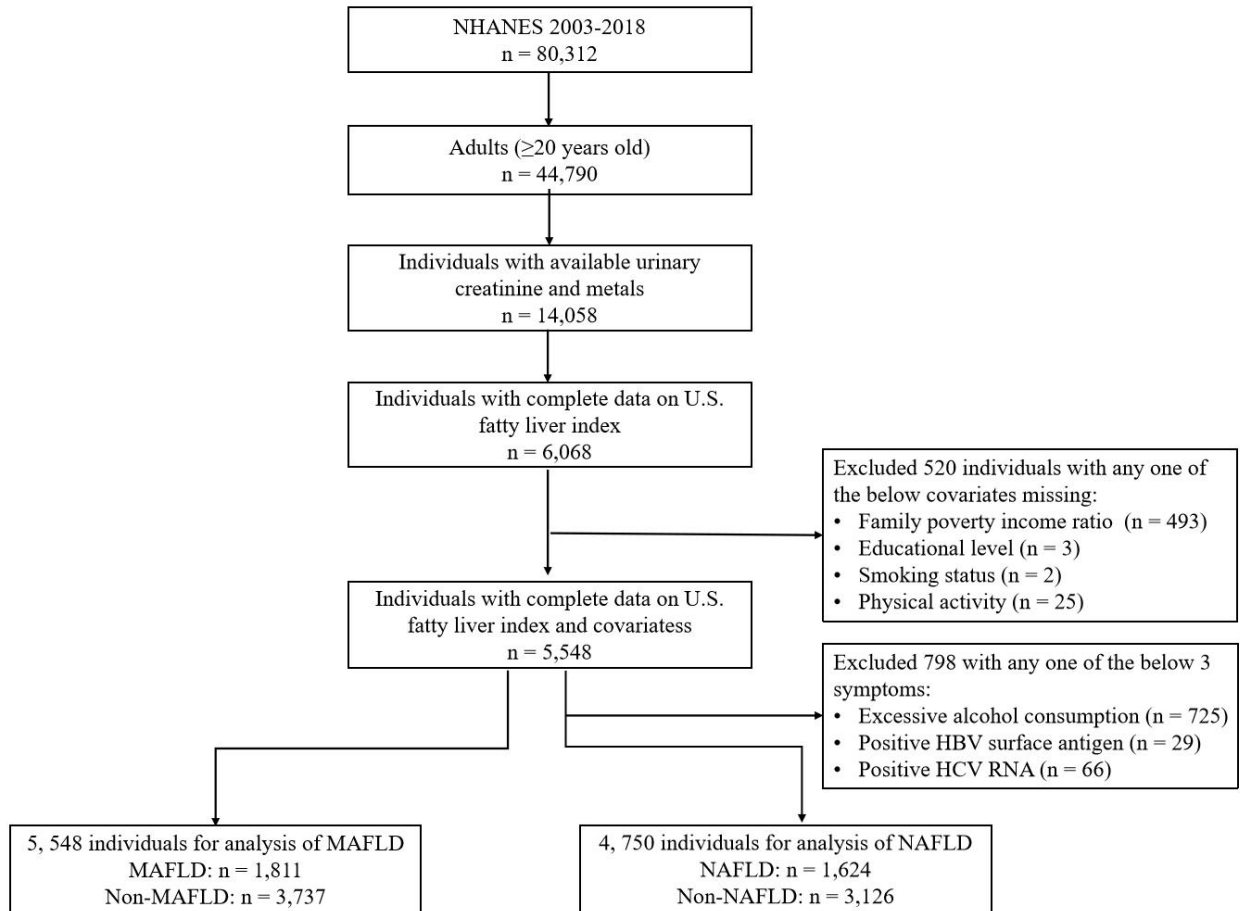 NHANES 2003-2018
n = 80,312
Adults (≥20 years old)
n = 44,790
Individuals with available urinary
creatinine and metals
n = 14,058
Individuals with complete data on U.S.
fatty liver index
n = 6,068
Excluded 520 individuals with any one of
the below covariates missing:
• Family poverty income ratio (n = 493)
• Educational level (n = 3)
• Smoking status (n = 2)
• Physical activity (n = 25)
Individuals with complete data on U.S.
fatty liver index and covariatess
n = 5,548
Excluded 798 with any one of the below 3
symptoms:
• Excessive alcohol consumption (n = 725)
• Positive HBV surface antigen (n = 29)
• Positive HCV RNA (n = 66)
5, 548 individuals for analysis of MAFLD
MAFLD: n = 1,811
Non-MAFLD: n = 3,737
4, 750 individuals for analysis of NAFLD
NAFLD: n = 1,624
Non-NAFLD: n = 3,126